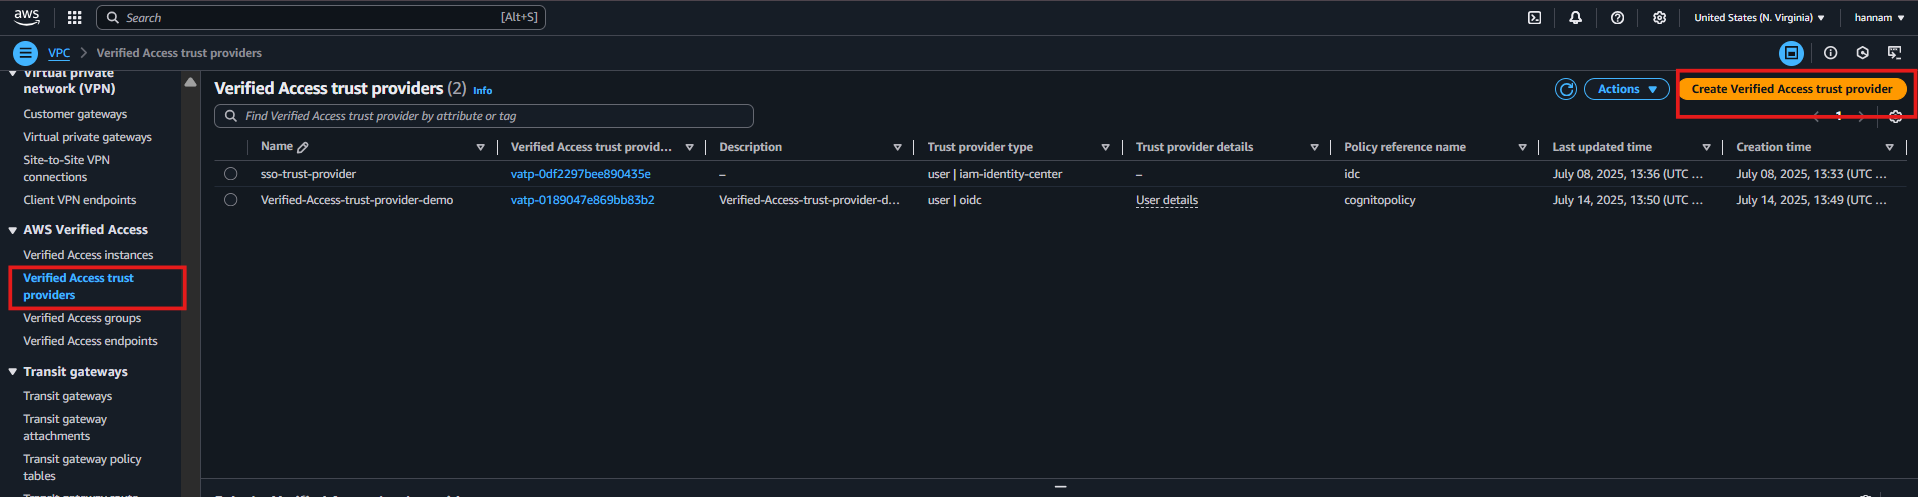 aws
Search
[Alt+S]
United States (N. Virginia)
hannam
VPC
Verified Access trust providers
Virtual private
network (VPN)
Customer gateways
Virtual private gateways
Site-to-Site VPN
connections
Client VPN endpoints
AWS Verified Access
Verified Access instances
Verified Access trust
providers
Verified Access groups
Verified Access endpoints
Transit gateways
Transit gateways
Transit gateway
attachments
Transit gateway policy
tables
Verified Access trust providers (2) Info
Actions
Create Verified Access trust provider
Find Verified Access trust provider by attribute or tag
1
Name Verified Access trust provid... Description Trust provider type Trust provider details Policy reference name Last updated time Creation time
sso-trust-provider vatp-0df2297bee890435e – user | iam-identity-center – idc July 08, 2025, 13:36 (UTC ... July 08, 2025, 13:33 (UTC ...
Verified-Access-trust-provider-demo vatp-0189047e869bb83b2 Verified-Access-trust-provider-d... user | oidc User details cognitopolicy July 14, 2025, 13:50 (UTC ... July 14, 2025, 13:49 (UTC ...